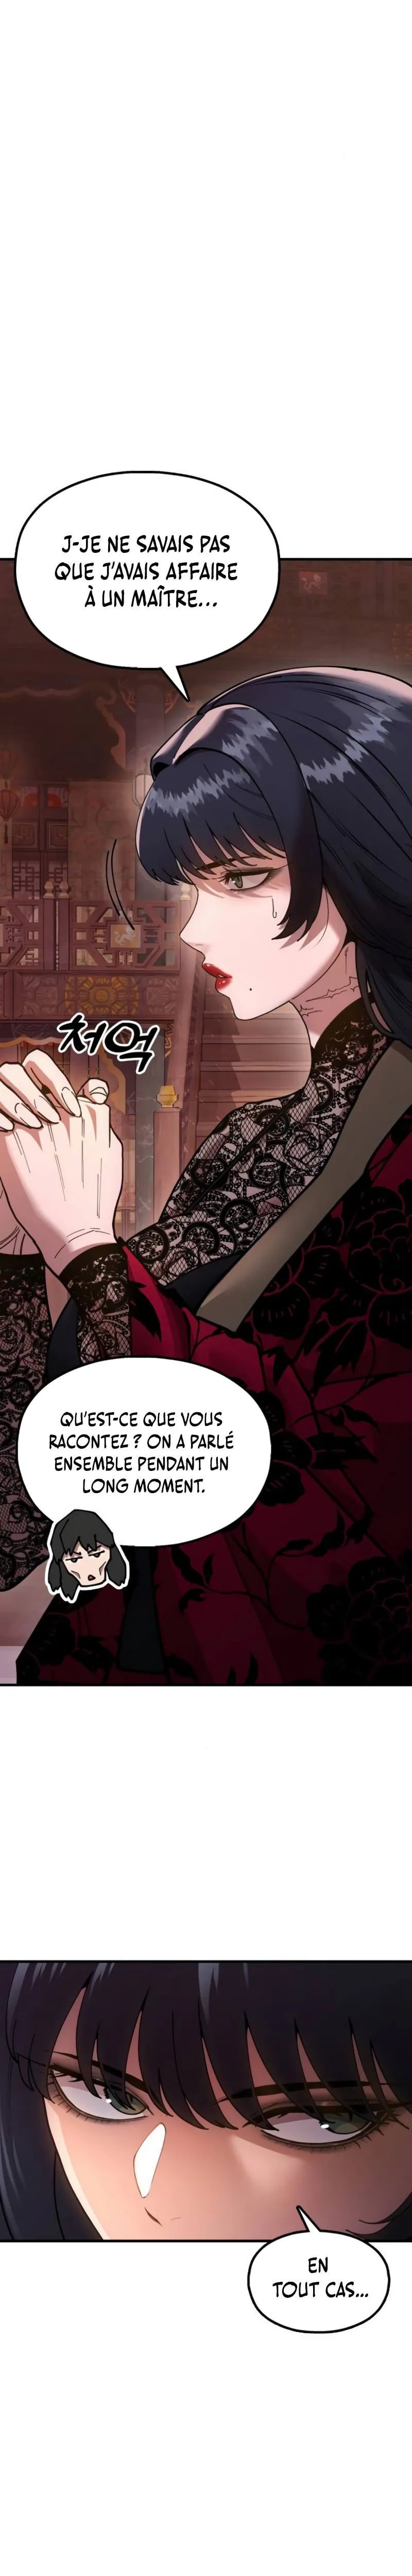 J-JE NE SAVAIS PAS
QUE J'AVAIS AFFAIRE
À UN MAÎTRE...
처억
QU'EST-CE QUE VOUS
RACONTEZ ? ON A PARLÉ
ENSEMBLE PENDANT UN
LONG MOMENT.
EN
TOUT CAS...